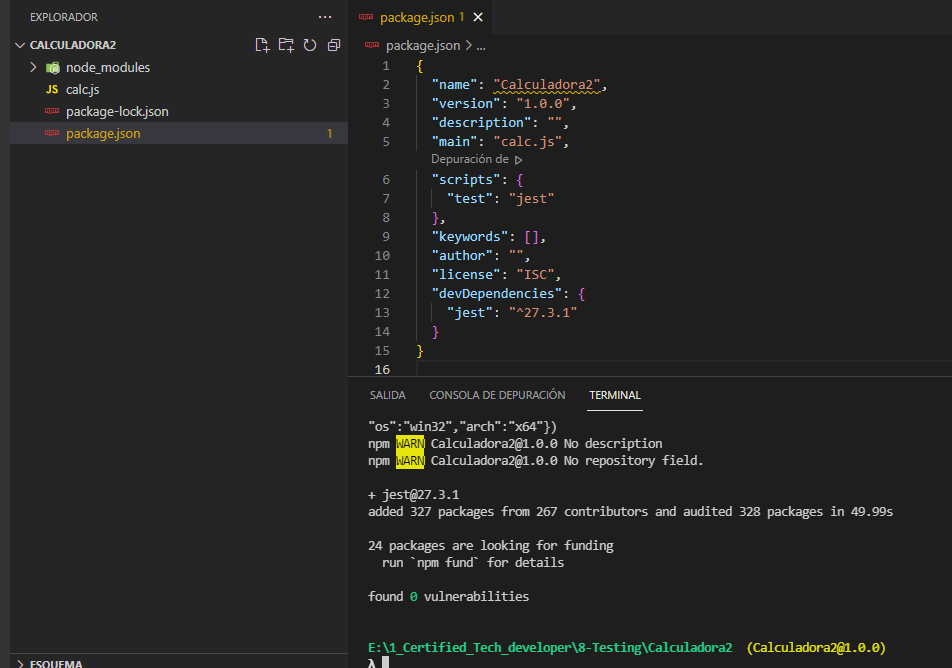 EXPLORADOR
CALCULADORA2
node_modules
JS calc.js
package-lock.json
package.json 1
package.json 1
package.json > ...
1 {
2 "name": "Calculadora2",
3 "version": "1.0.0",
4 "description": "",
5 "main": "calc.js",
Depuración de
6 "scripts": {
7 "test": "jest"
8 },
9 "keywords": [],
10 "author": "",
11 "license": "ISC",
12 "devDependencies": {
13 "jest": "^27.3.1"
14 }
15 }
16
SALIDA CONSOLA DE DEPURACIÓN TERMINAL
"os":"win32","arch":"x64"})
npm WARN Calculadora2@1.0.0 No description
npm WARN Calculadora2@1.0.0 No repository field.
+ jest@27.3.1
added 327 packages from 267 contributors and audited 328 packages in 49.99s
24 packages are looking for funding
run `npm fund` for details
found 0 vulnerabilities
E:\1_Certified_Tech_developer\8-Testing\Calculadora2 (Calculadora2@1.0.0)
λ
ESQUEMA